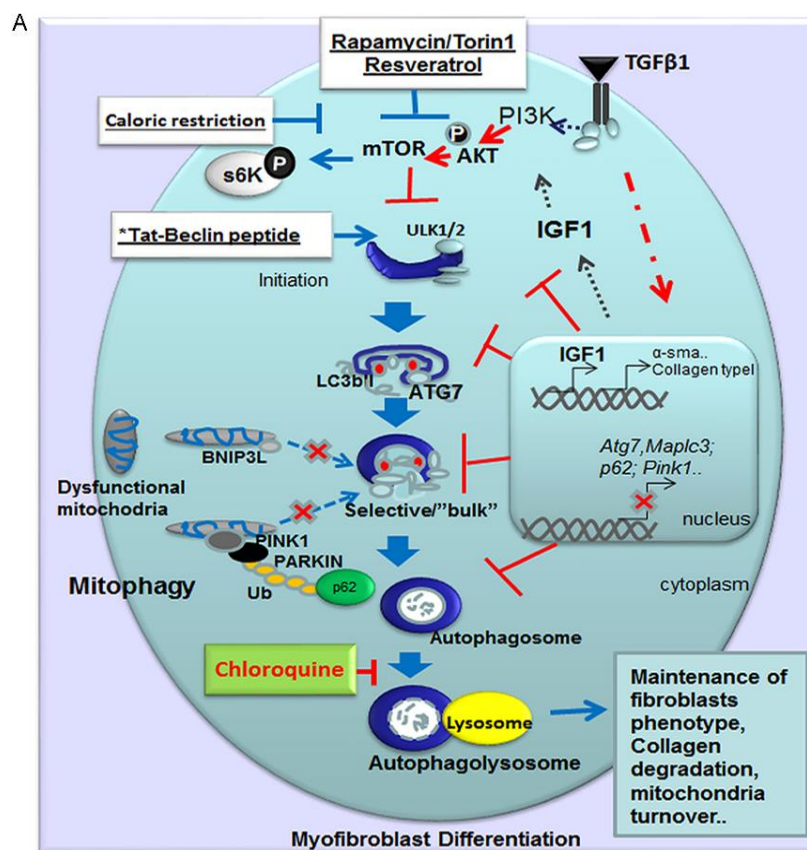 A
Rapamycin/Torin1
Resveratrol
TGFβ1
Caloric restriction
PI3K
P
mTOR
AKT
P
s6K
*Tat-Beclin peptide
ULK1/2
IGF1
Initiation
LC3bII
ATG7
IGF1
α-sma..
Collagen typeI
BNIP3L
Dysfunctional
mitochodria
Atg7,Maplc3;
p62; Pink1..
Selective/”bulk”
nucleus
PINK1
PARKIN
Mitophagy
Ub
p62
cytoplasm
Autophagosome
Chloroquine
Lysosome
Autophagolysosome
Maintenance of
fibroblasts
phenotype,
Collagen
degradation,
mitochondria
turnover..
Myofibroblast Differentiation